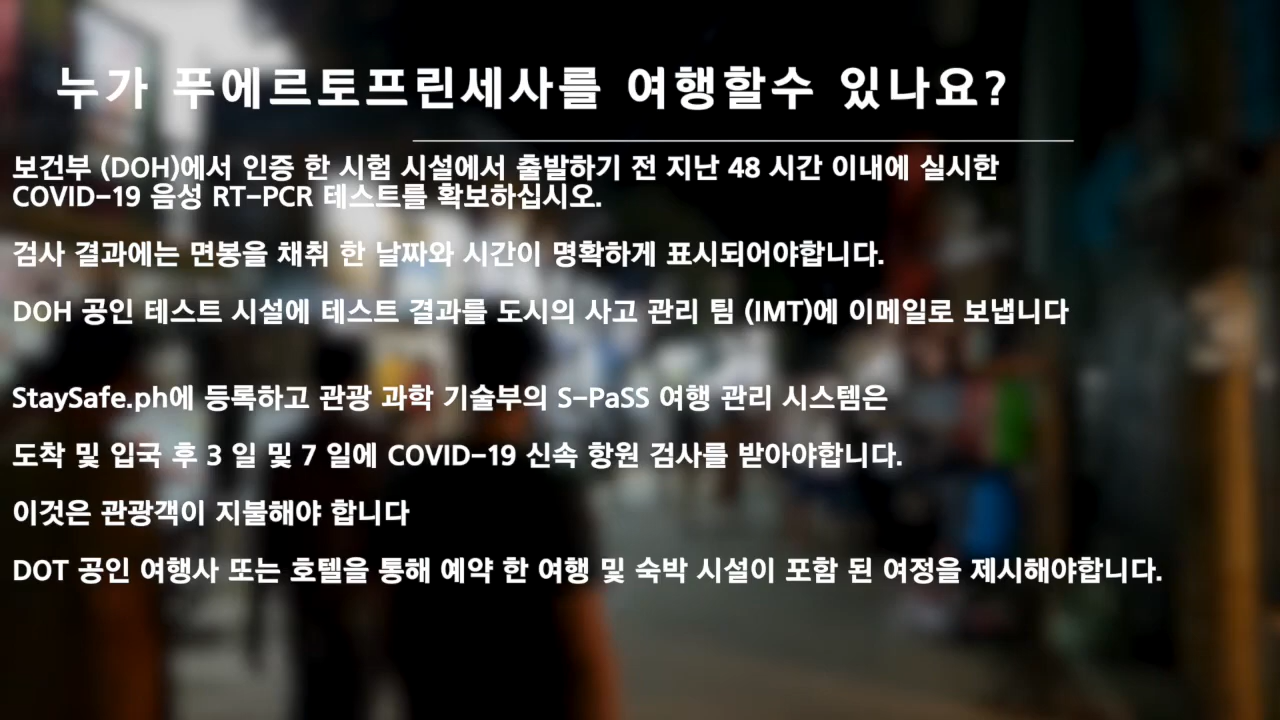 누가 푸에르토프린세사를 여행할수 있나요?
보건부 (DOH)에서 인증 한 시험 시설에서 출발하기 전 지난 48 시간 이내에 실시한
COVID-19 음성 RT-PCR 테스트를 확보하십시오.
검사 결과에는 면봉을 채취 한 날짜와 시간이 명확하게 표시되어야합니다.
DOH 공인 테스트 시설에 테스트 결과를 도시의 사고 관리 팀 (IMT)에 이메일로 보냅니다
StaySafe.ph에 등록하고 관광 과학 기술부의 S-PaSS 여행 관리 시스템은
도착 및 입국 후 3 일 및 7 일에 COVID-19 신속 항원 검사를 받아야합니다.
이것은 관광객이 지불해야 합니다
DOT 공인 여행사 또는 호텔을 통해 예약 한 여행 및 숙박 시설이 포함 된 여정을 제시해야합니다.